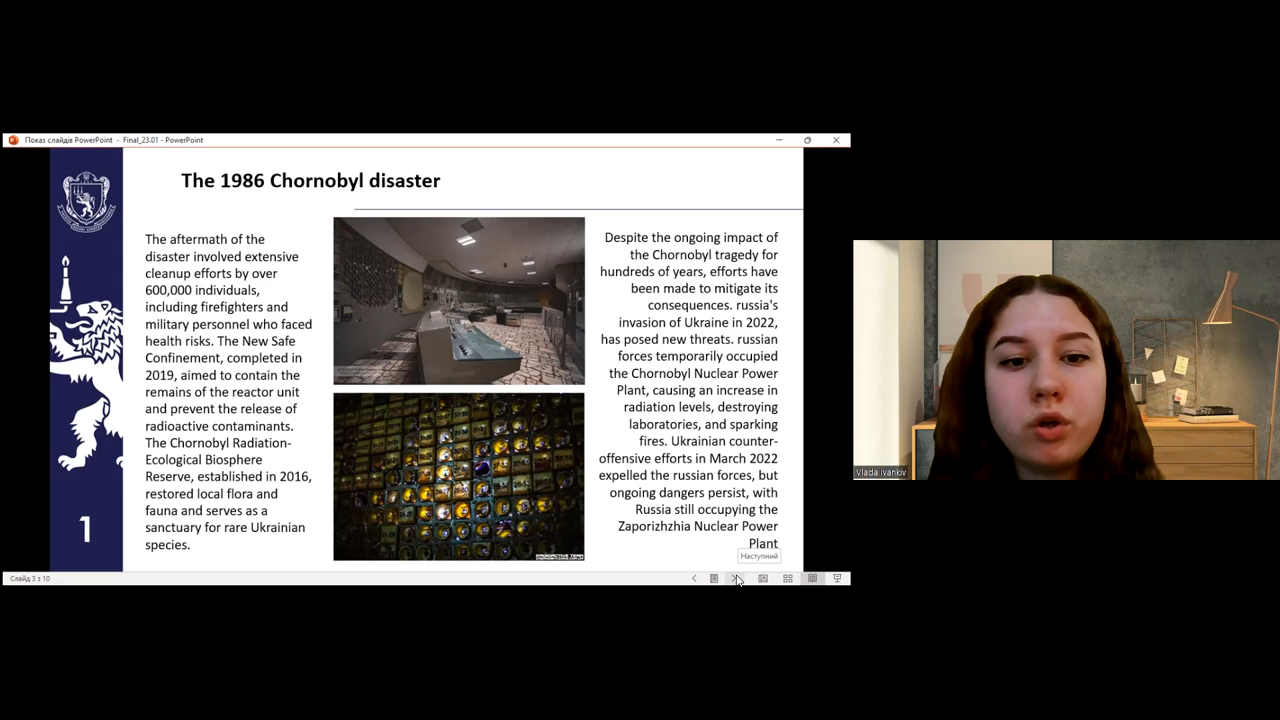 Показ слайдів PowerPoint - Final_23.01 - PowerPoint
The 1986 Chornobyl disaster
The aftermath of the
disaster involved extensive
cleanup efforts by over
600,000 individuals,
including firefighters and
military personnel who faced
health risks. The New Safe
Confinement, completed in
2019, aimed to contain the
remains of the reactor unit
and prevent the release of
radioactive contaminants.
The Chornobyl Radiation-
Ecological Biosphere
Reserve, established in 2016,
restored local flora and
fauna and serves as a
sanctuary for rare Ukrainian
species.
Despite the ongoing impact of
the Chornobyl tragedy for
hundreds of years, efforts have
been made to mitigate its
consequences. russia's
invasion of Ukraine in 2022,
has posed new threats. russian
forces temporarily occupied
the Chornobyl Nuclear Power
Plant, causing an increase in
radiation levels, destroying
laboratories, and sparking
fires. Ukrainian counter-
offensive efforts in March 2022
expelled the russian forces, but
ongoing dangers persist, with
Russia still occupying the
Zaporizhzhia Nuclear Power
Plant
1
RADIOACTIVE TEAM
Наступний
Слайд 3 з 10
Vlada Ivankiv